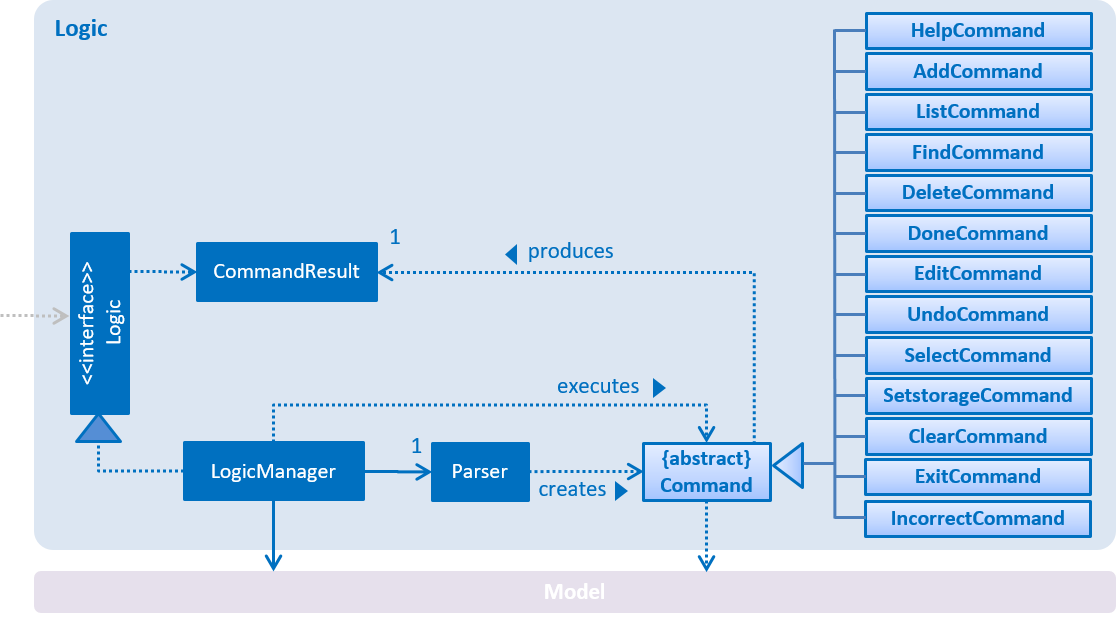 Logic
HelpCommand
AddCommand
ListCommand
FindCommand
DeleteCommand
DoneCommand
EditCommand
UndoCommand
SelectCommand
SetstorageCommand
ClearCommand
ExitCommand
IncorrectCommand
<<interface>>
Logic
CommandResult
1
produces
executes
LogicManager
1
Parser
creates
{abstract}
Command
Model